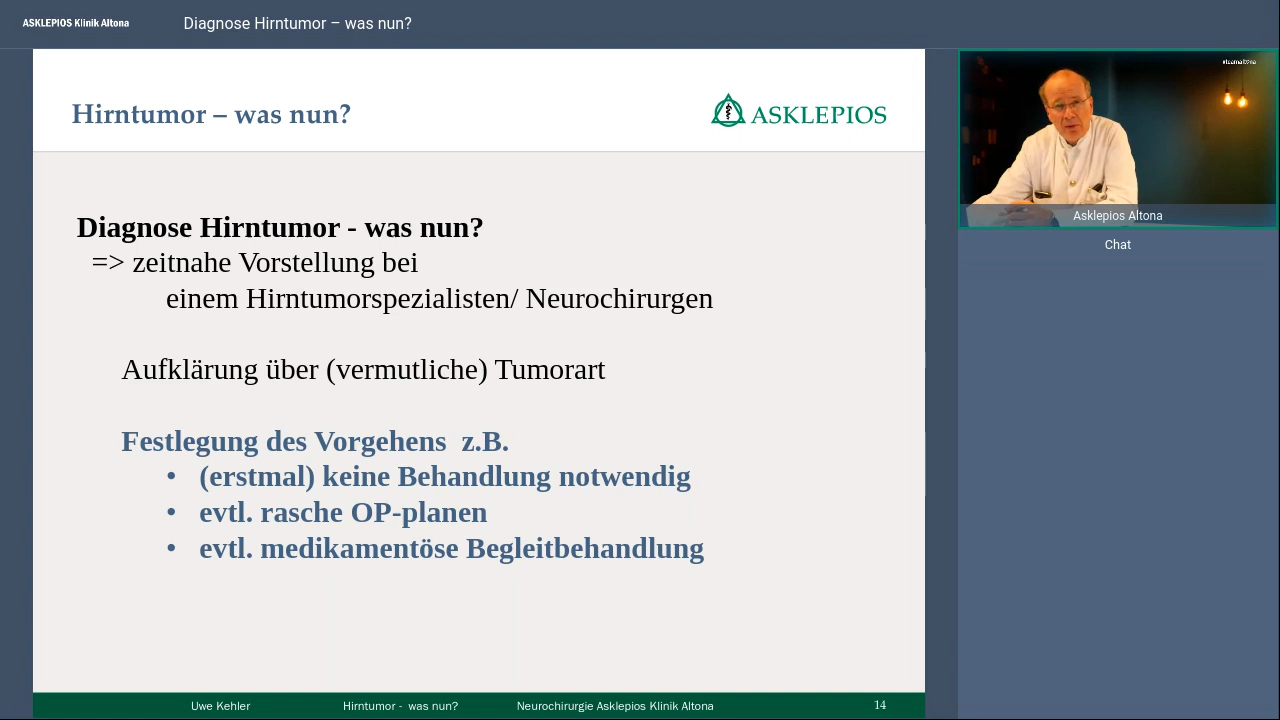 ASKLEPIOS Klinik Altona
Diagnose Hirntumor – was nun?
Hirntumor – was nun?
ASKLEPIOS
Diagnose Hirntumor - was nun?
=> zeitnahe Vorstellung bei
einem Hirntumorspezialisten/ Neurochirurgen
Aufklärung über (vermutliche) Tumorart
Festlegung des Vorgehens z.B.
• (erstmal) keine Behandlung notwendig
• evtl. rasche OP-planen
• evtl. medikamentöse Begleitbehandlung
Uwe Kehler
Hirntumor - was nun?
Neurochirurgie Asklepios Klinik Altona
14
#teamaltona
Asklepios Altona
Chat